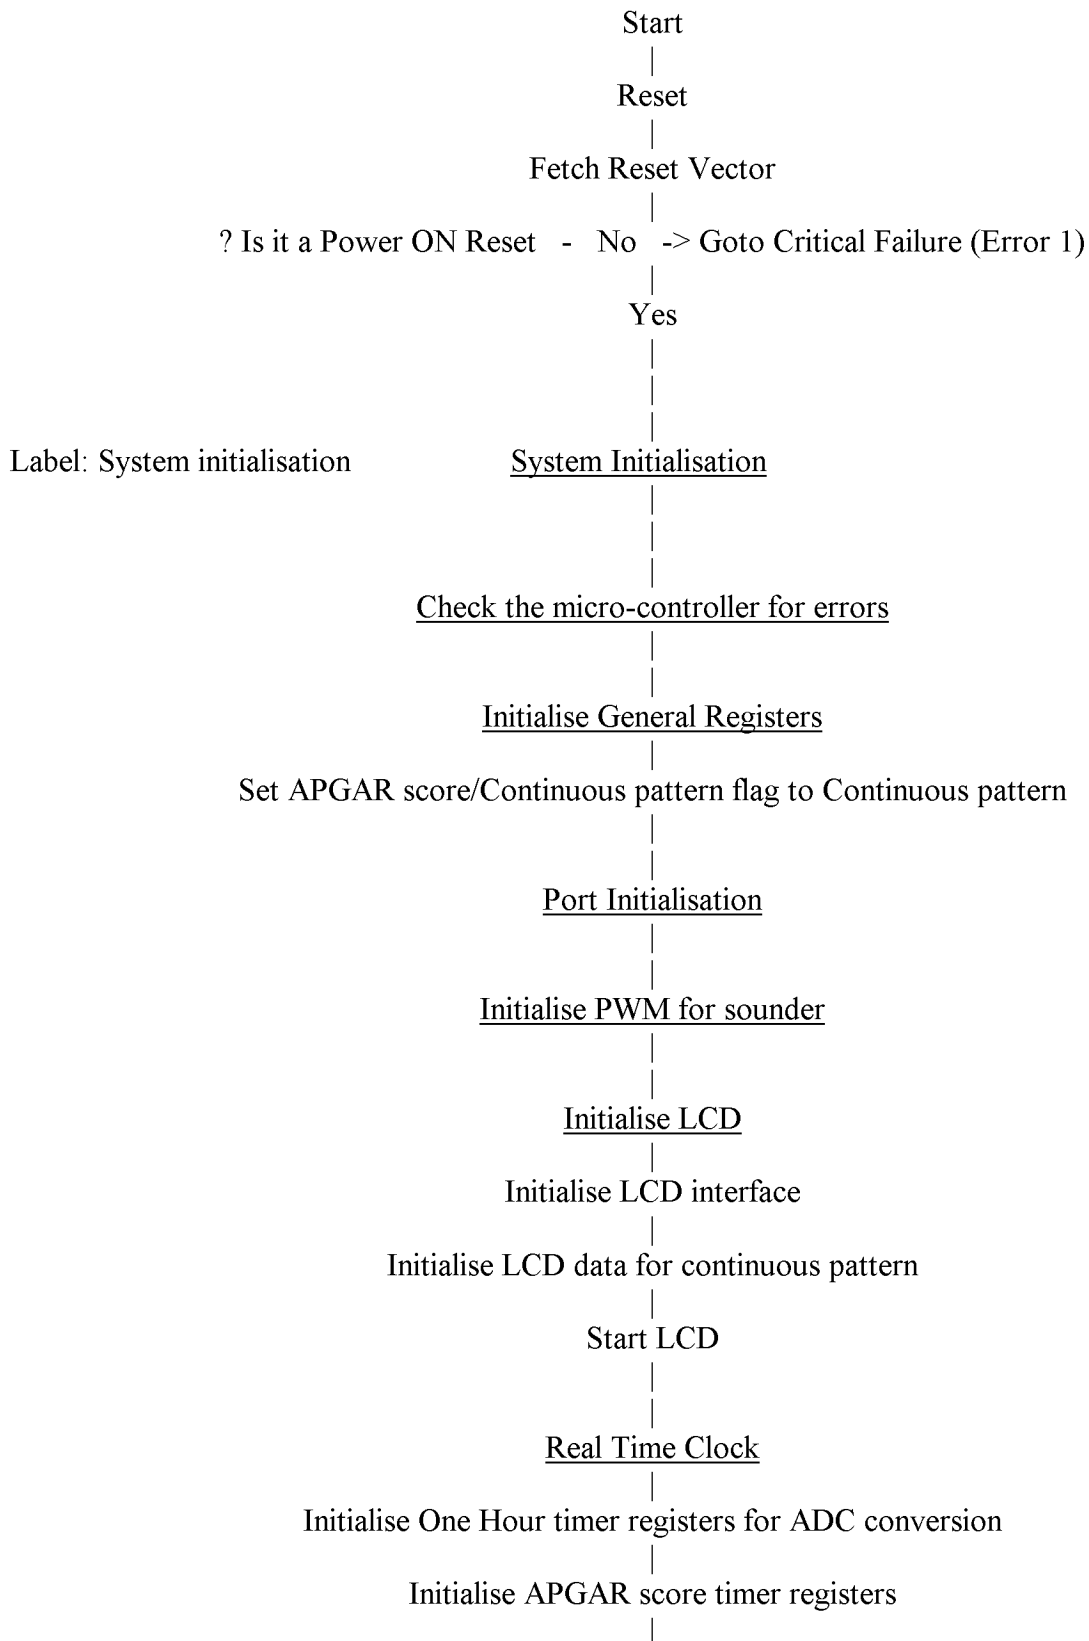 Start
Reset
Fetch Reset Vector
? Is it a Power ON Reset - No -> Goto Critical Failure (Error 1)
Yes
Label: System initialisation System Initialisation
Check the micro-controller for errors
Initialise General Registers
Set APGAR score/Continuous pattern flag to Continuous pattern
Port Initialisation
Initialise PWM for sounder
Initialise LCD
Initialise LCD interface
Initialise LCD data for continuous pattern
Start LCD
Real Time Clock
Initialise One Hour timer registers for ADC conversion
Initialise APGAR score timer registers